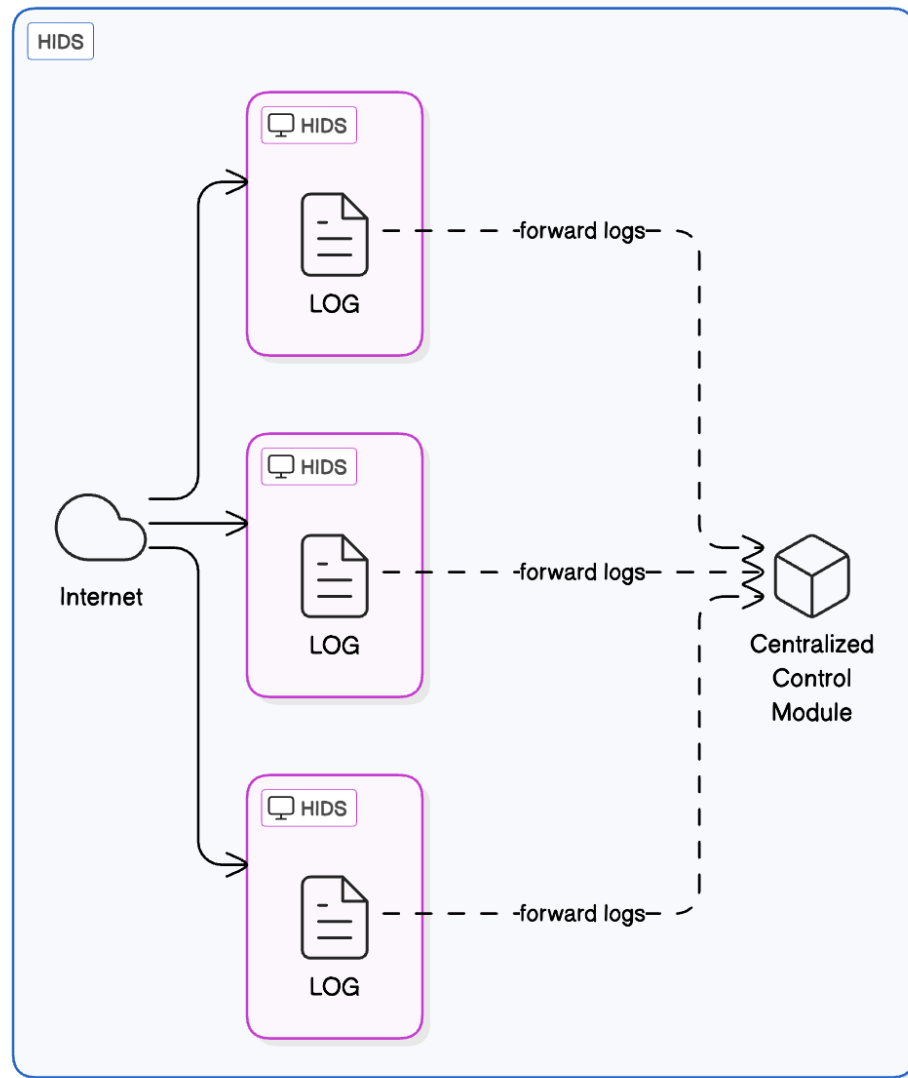 HIDS
HIDS
LOG
forward logs
HIDS
LOG
forward logs
Internet
Centralized
Control
Module
HIDS
LOG
forward logs